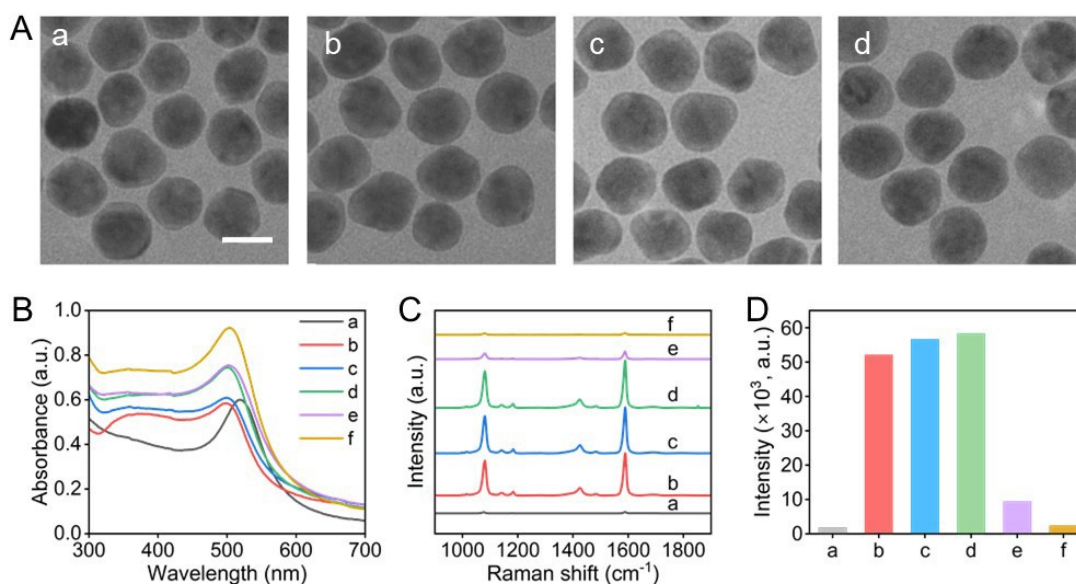 A
a
b
c
d
B
Absorbance (a.u.)
1.0
0.8
0.6
0.4
0.2
0.0
300 400 500 600 700
Wavelength (nm)
a
b
c
d
e
f
C
Intensity (a.u.)
f
e
d
c
b
a
1000 1200 1400 1600 1800
Raman shift (cm⁻¹)
D
Intensity (×10³, a.u.)
60
50
40
30
20
10
0
a b c d e f